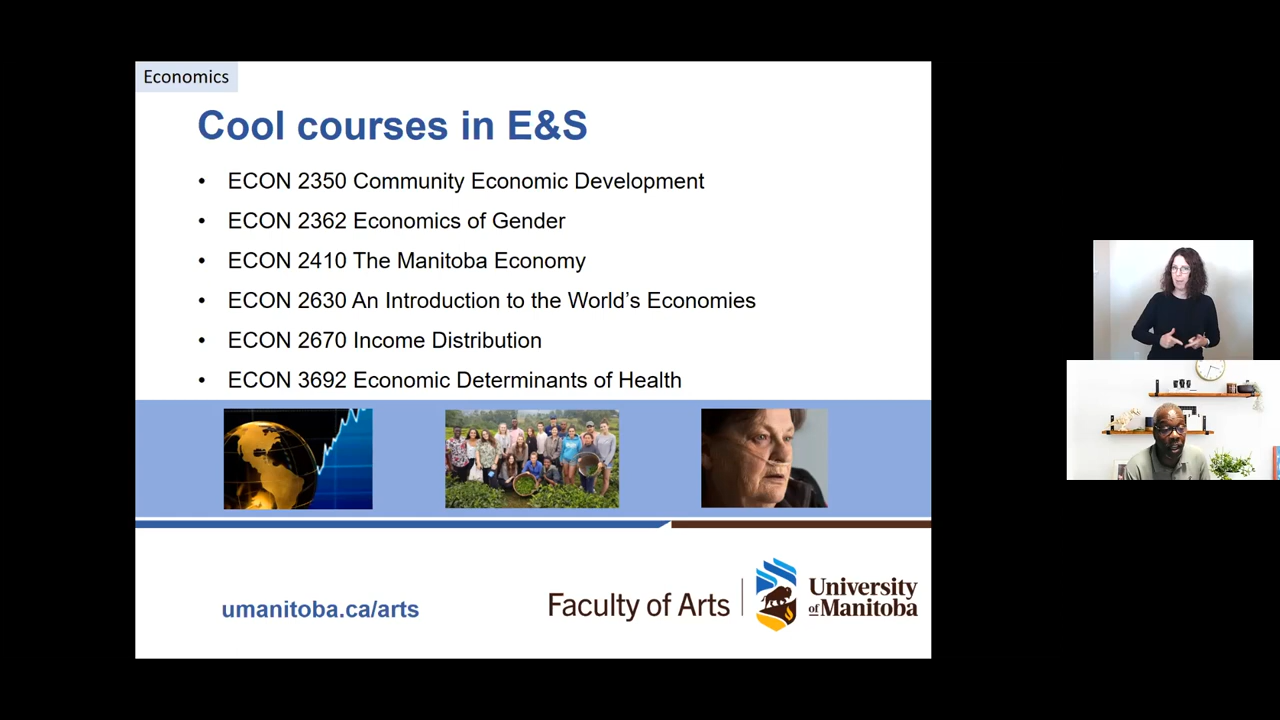 Economics
Cool courses in E&S
• ECON 2350 Community Economic Development
• ECON 2362 Economics of Gender
• ECON 2410 The Manitoba Economy
• ECON 2630 An Introduction to the World’s Economies
• ECON 2670 Income Distribution
• ECON 3692 Economic Determinants of Health
umanitoba.ca/arts
Faculty of Arts
University
of Manitoba